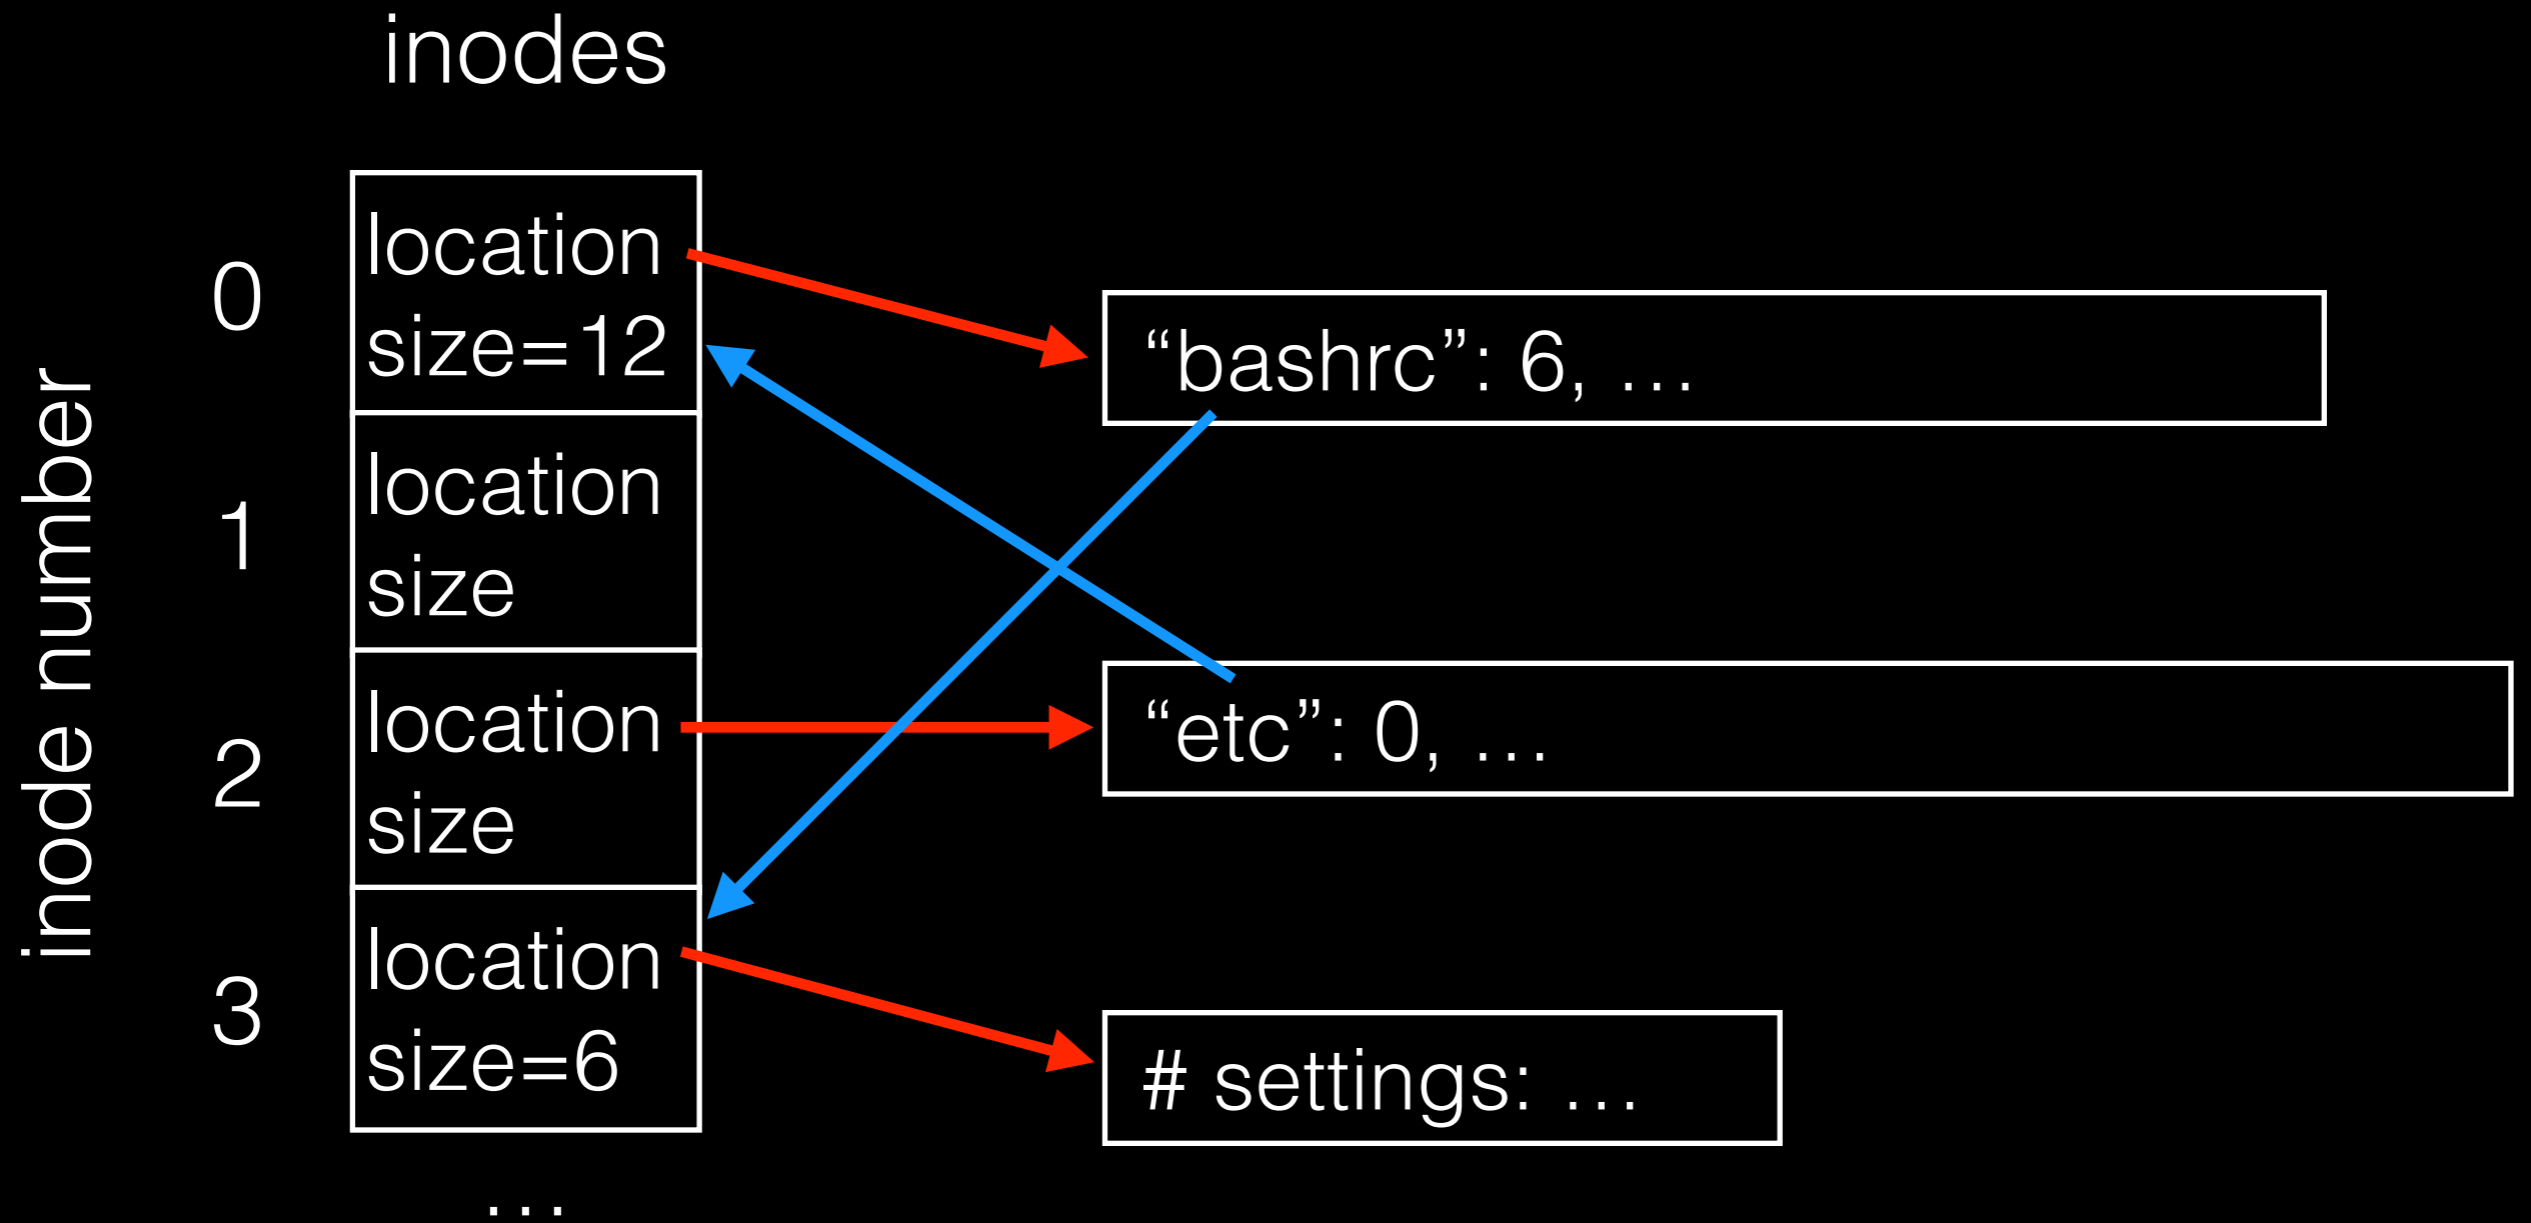 inodes
inode number
0
location
size=12
1
location
size
2
location
size
3
location
size=6
…
“bashrc”: 6, …
“etc”: 0, …
# settings: …